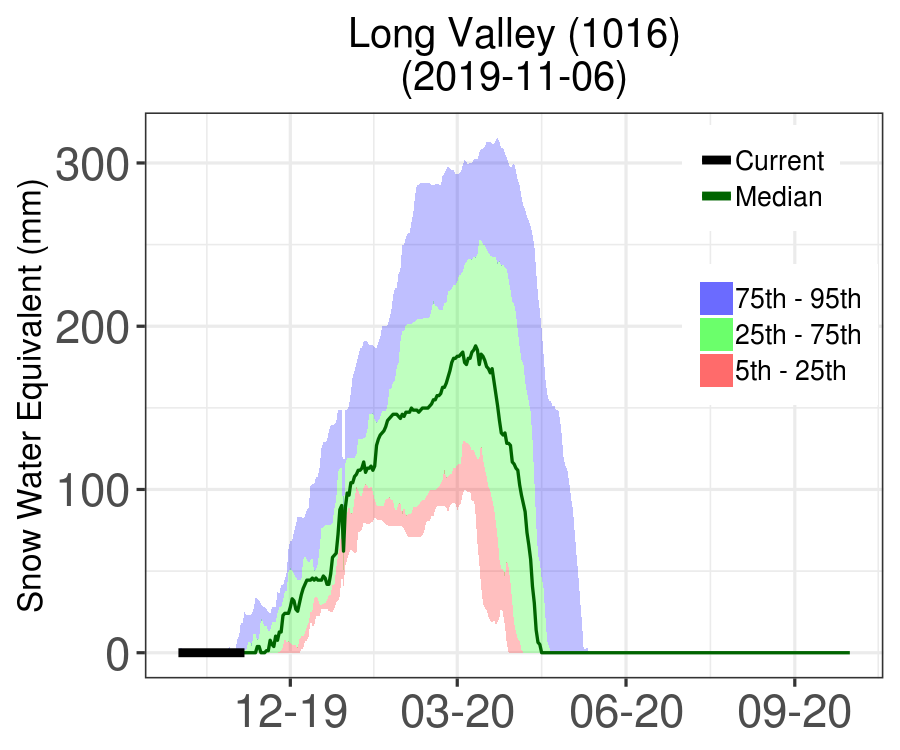 Long Valley (1016)
(2019-11-06)
Snow Water Equivalent (mm)
300
200
100
0
12-19 03-20 06-20 09-20
Current
Median
75th - 95th
25th - 75th
5th - 25th